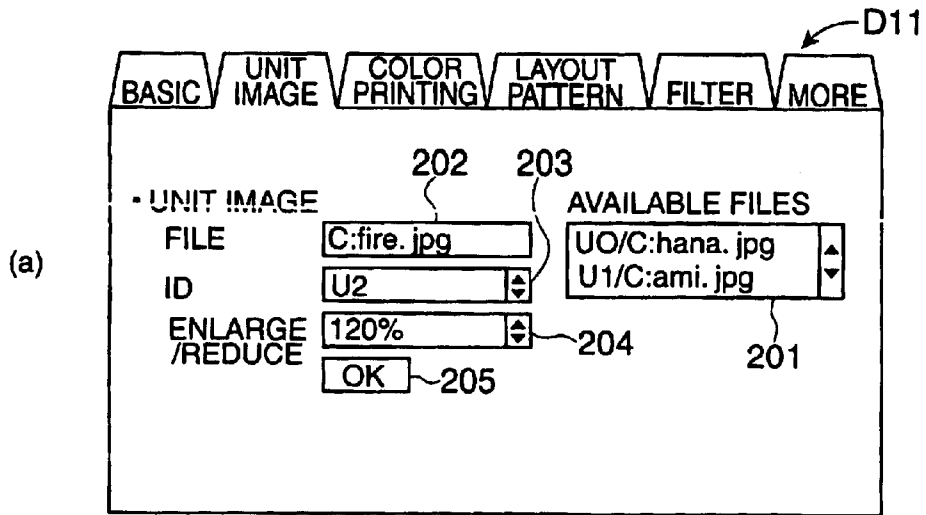 D11
BASIC
UNIT IMAGE
COLOR PRINTING
LAYOUT PATTERN
FILTER
MORE
202
203
(a)
- UNIT IMAGE
AVAILABLE FILES
FILE
C:fire. jpg
UO/C:hana. jpg
ID
U2
U1/C:ami. jpg
ENLARGE /REDUCE
120%
204
201
OK
205